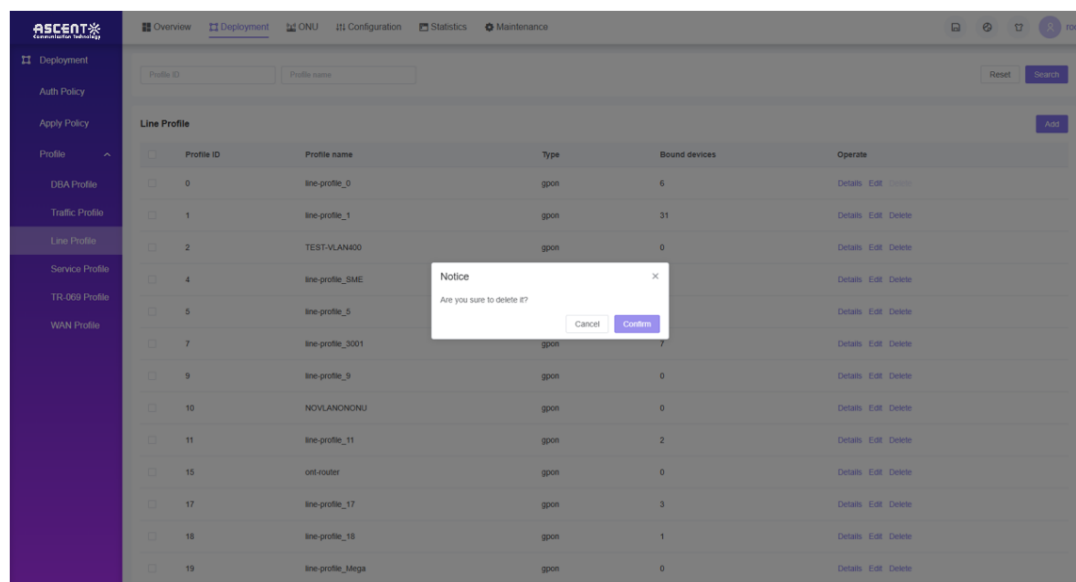 ASCENT
Communication Technology
Overview Deployment ONU Configuration Statistics Maintenance
Deployment
Auth Policy
Apply Policy
Profile
DBA Profile
Traffic Profile
Line Profile
Service Profile
TR-069 Profile
WAN Profile
Profile ID Profile name Reset Search
Line Profile Add
Profile ID Profile name Type Bound devices Operate
0 line-profile_0 gpon 6 Details Edit Delete
1 line-profile_1 gpon 31 Details Edit Delete
2 TEST-VLAN400 gpon 0 Details Edit Delete
4 line-profile_SME Details Edit Delete
5 line-profile_5 Details Edit Delete
7 line-profile_3001 gpon 7 Details Edit Delete
9 line-profile_9 gpon 0 Details Edit Delete
10 NOVLANONONU gpon 0 Details Edit Delete
11 line-profile_11 gpon 2 Details Edit Delete
15 ont-router gpon 0 Details Edit Delete
17 line-profile_17 gpon 3 Details Edit Delete
18 line-profile_18 gpon 1 Details Edit Delete
19 line-profile_Mega gpon 0 Details Edit Delete
Notice
Are you sure to delete it?
Cancel Confirm